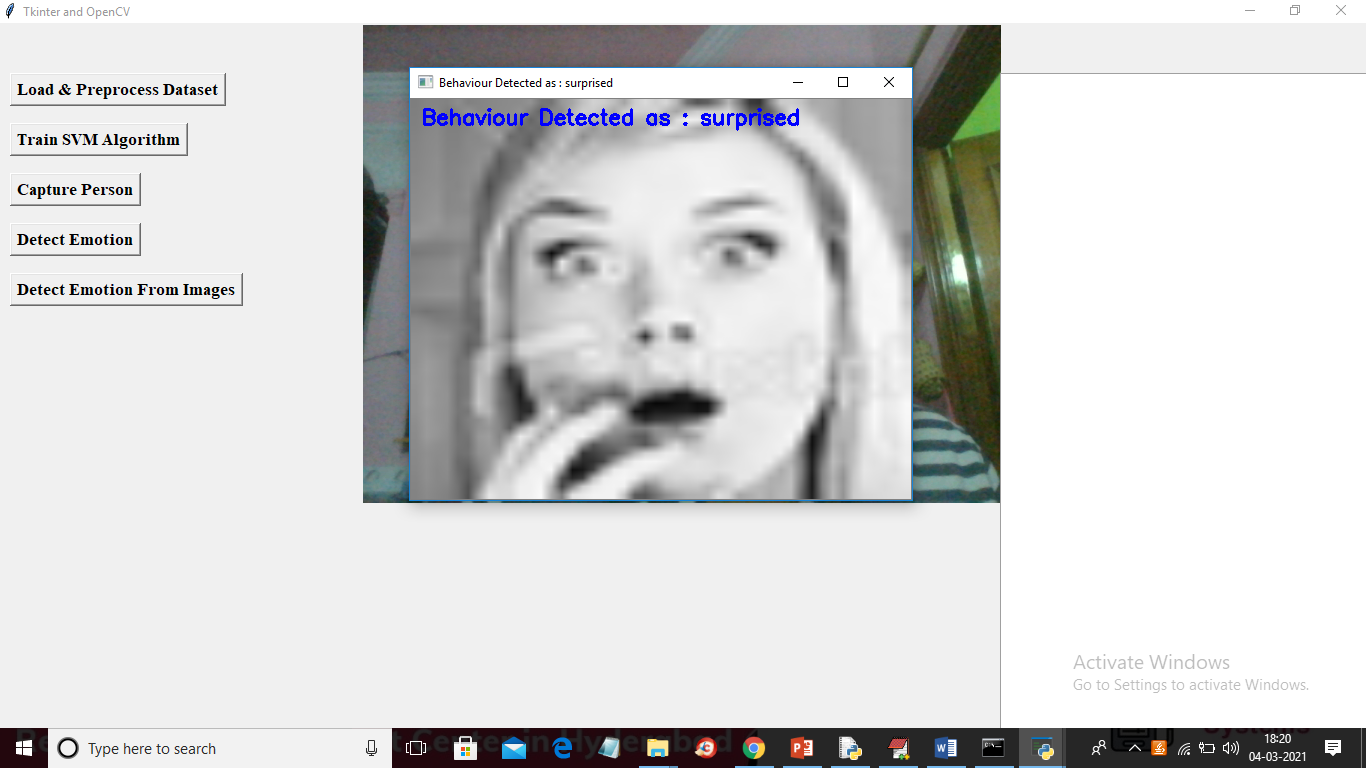 Tkinter and OpenCV
Load & Preprocess Dataset
Train SVM Algorithm
Capture Person
Detect Emotion
Detect Emotion From Images
Behaviour Detected as : surprised
Behaviour Detected as : surprised
Activate Windows
Go to Settings to activate Windows.
Type here to search
18:20
04-03-2021